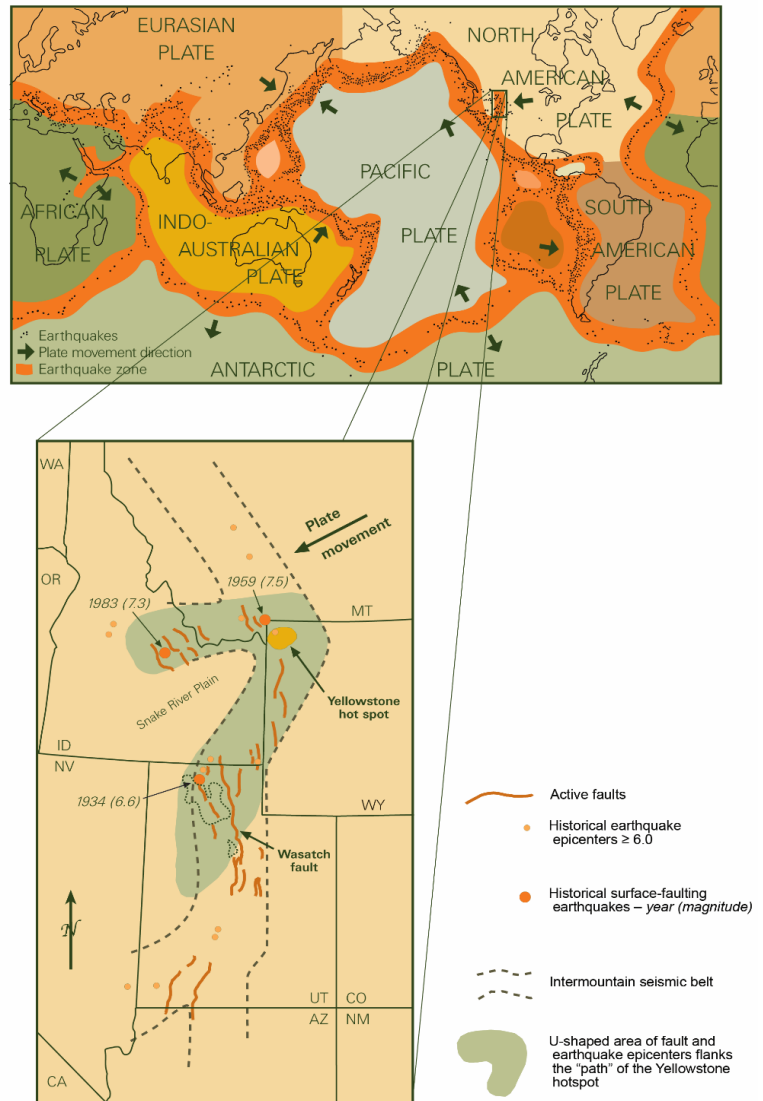 EURASIAN
PLATE
NORTH
AMERICAN
PLATE
PACIFIC
PLATE
AFRICAN
PLATE
INDO-
AUSTRALIAN
PLATE
SOUTH
AMERICAN
PLATE
Earthquakes
Plate movement direction
Earthquake zone
ANTARCTIC
PLATE
WA
Plate
movement
OR
1959 (7.5)
1983 (7.3)
MT
Snake River Plain
Yellowstone
hot spot
ID
NV
1934 (6.6)
WY
Wasatch
fault
N
UT
CO
AZ
NM
CA
Active faults
Historical earthquake
epicenters ≥ 6.0
Historical surface-faulting
earthquakes – year (magnitude)
Intermountain seismic belt
U-shaped area of fault and
earthquake epicenters flanks
the “path” of the Yellowstone
hotspot